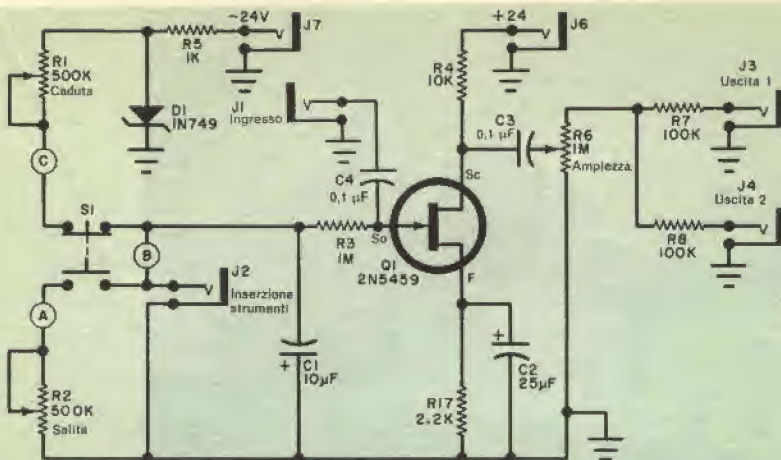 ~24V
J7
R5
1K
R1
500K
Caduta
D1
IN749
J1
Ingresso
V
V
C4
0,1 µF
+24
J6
V
R4
10K
C3
0,1 µF
R6
1M
Ampiezza
J3
Uscita 1
V
R7
100K
J4
Uscita 2
V
R8
100K
C
S1
B
A
J2
V
Inserzione
strumenti
R3
1M
So
Sc
F
Q1
2N5459
R2
500K
Salita
+
C1
10µF
+
C2
25µF
R17
2,2K